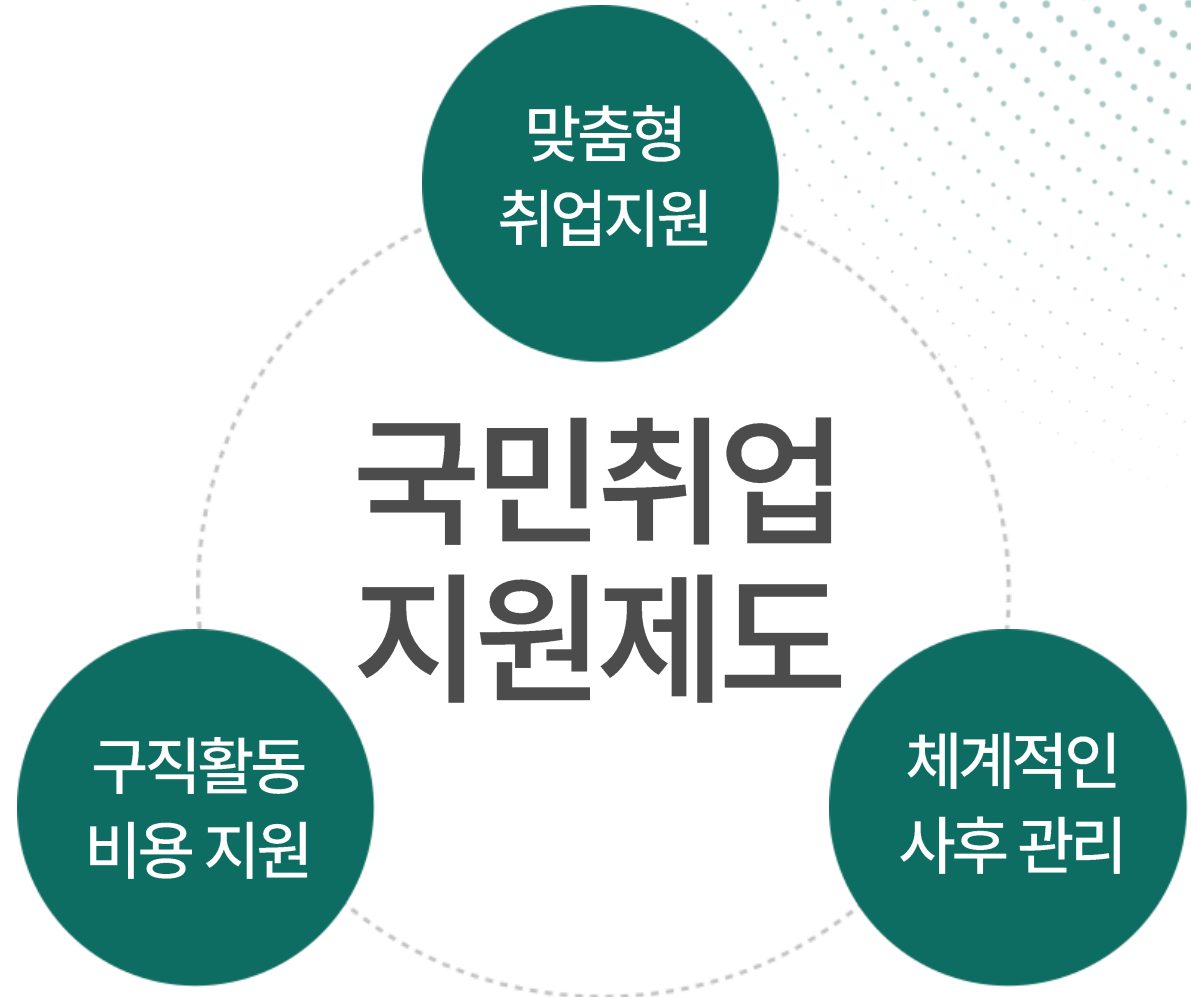 맞춤형
취업지원
국민취업
지원제도
구직활동
비용 지원
체계적인
사후 관리